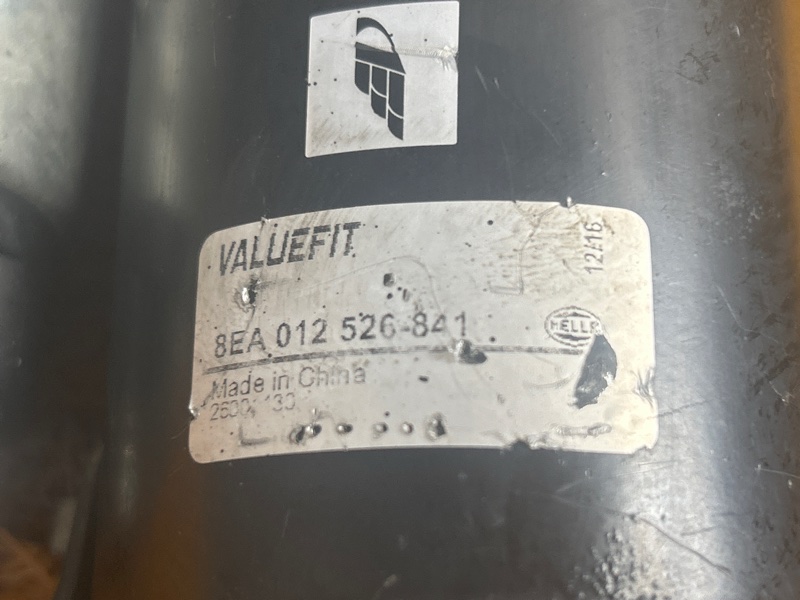 VALUEFIT
12/16
8EA 012 526-841
HELLA
Made in China